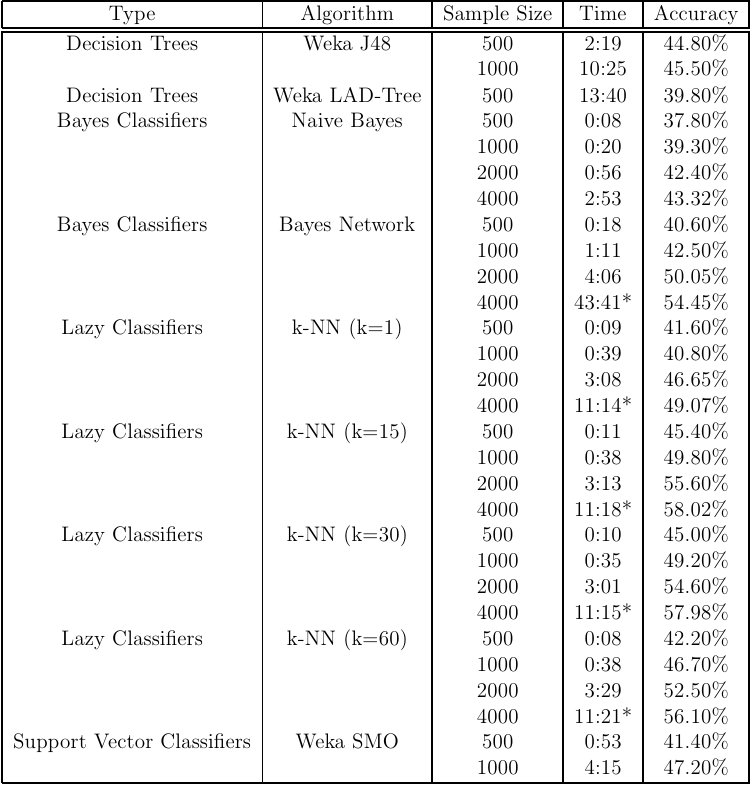 Type Algorithm Sample Size Time Accuracy
Decision Trees Weka J48 500 2:19 44.80%
1000 10:25 45.50%
Decision Trees Weka LAD-Tree 500 13:40 39.80%
Bayes Classifiers Naive Bayes 500 0:08 37.80%
1000 0:20 39.30%
2000 0:56 42.40%
4000 2:53 43.32%
Bayes Classifiers Bayes Network 500 0:18 40.60%
1000 1:11 42.50%
2000 4:06 50.05%
4000 43:41* 54.45%
Lazy Classifiers k-NN (k=1) 500 0:09 41.60%
1000 0:39 40.80%
2000 3:08 46.65%
4000 11:14* 49.07%
Lazy Classifiers k-NN (k=15) 500 0:11 45.40%
1000 0:38 49.80%
2000 3:13 55.60%
4000 11:18* 58.02%
Lazy Classifiers k-NN (k=30) 500 0:10 45.00%
1000 0:35 49.20%
2000 3:01 54.60%
4000 11:15* 57.98%
Lazy Classifiers k-NN (k=60) 500 0:08 42.20%
1000 0:38 46.70%
2000 3:29 52.50%
4000 11:21* 56.10%
Support Vector Classifiers Weka SMO 500 0:53 41.40%
1000 4:15 47.20%